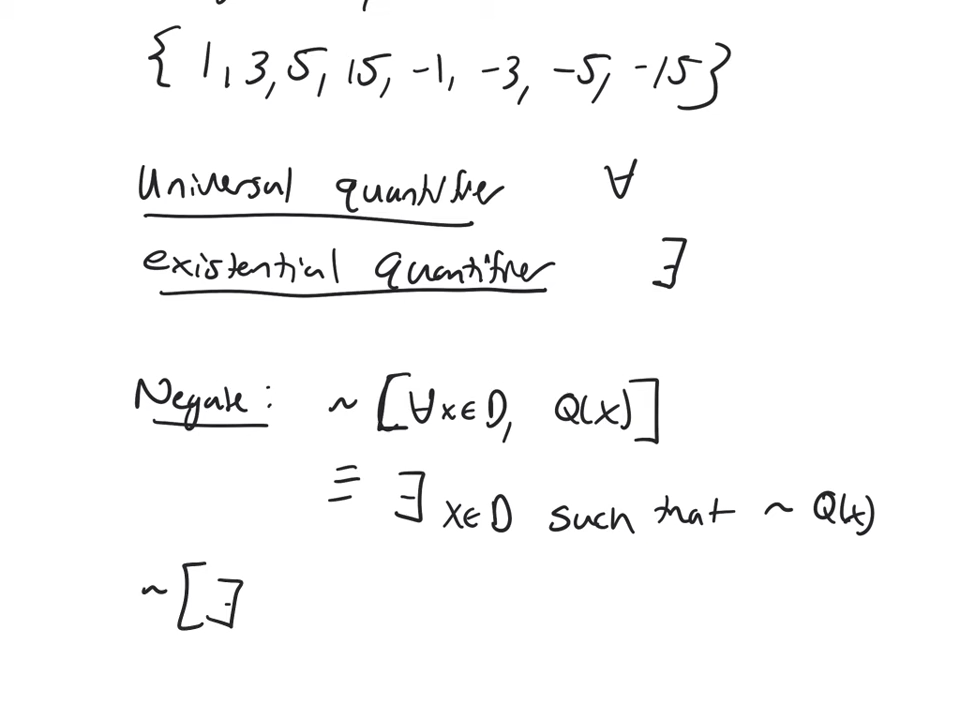 { 1, 3, 5, 15, -1, -3, -5, -15}
Universal quantifier ∀
existential quantifier ∃
Negate: ~ [∀x∈D, Q(x)]
≡ ∃x∈D such that ~ Q(x)
~[∃